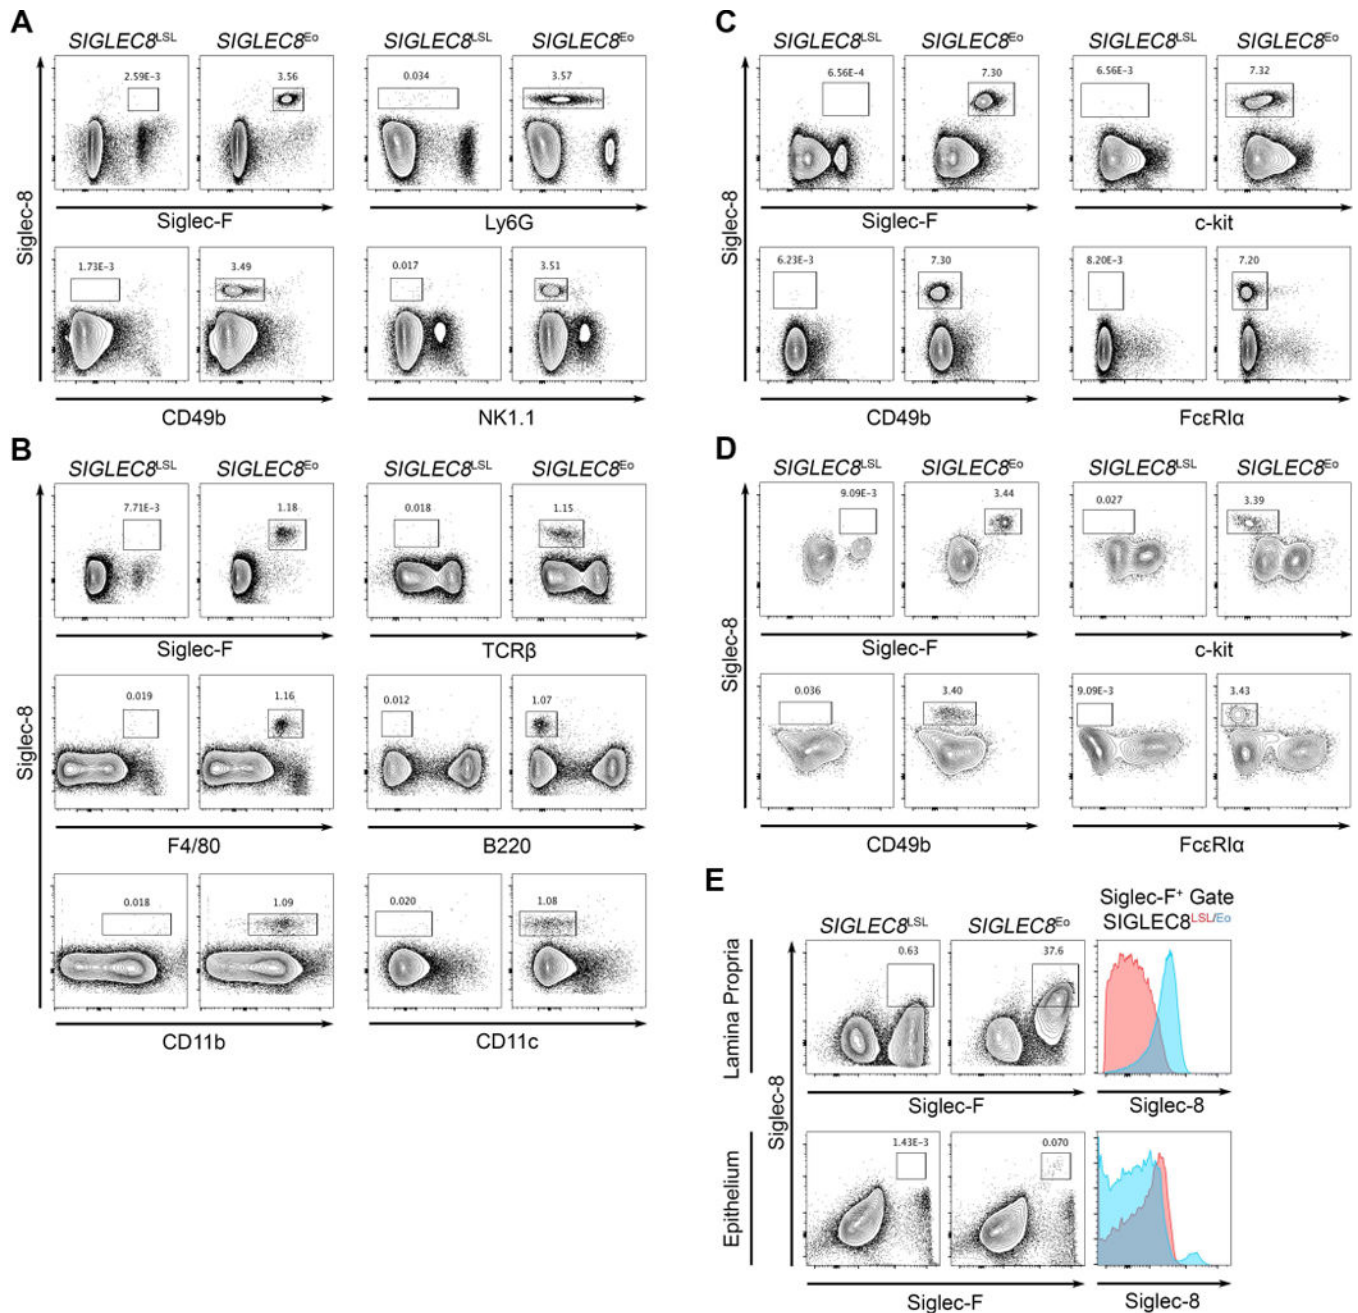 A
SIGLEC8LSL SIGLEC8Eo
SIGLEC8LSL SIGLEC8Eo
2.59E-3 3.56 0.034 3.57
Siglec-8
Siglec-F Ly6G
1.73E-3 3.49 0.017 3.51
CD49b NK1.1
B
SIGLEC8LSL SIGLEC8Eo
SIGLEC8LSL SIGLEC8Eo
7.71E-3 1.18 0.018 1.15
Siglec-F TCRβ
Siglec-8
0.019 1.16 0.012 1.07
F4/80 B220
0.018 1.09 0.020 1.08
CD11b CD11c
C
SIGLEC8LSL SIGLEC8Eo
SIGLEC8LSL SIGLEC8Eo
6.56E-4 7.30 6.56E-3 7.32
Siglec-8
Siglec-F c-kit
6.23E-3 7.30 8.20E-3 7.20
CD49b FcεRIα
D
SIGLEC8LSL SIGLEC8Eo
SIGLEC8LSL SIGLEC8Eo
9.09E-3 3.44 0.027 3.39
Siglec-8
Siglec-F c-kit
0.036 3.40 9.09E-3 3.43
CD49b FcεRIα
E
SIGLEC8LSL SIGLEC8Eo
Siglec-F+ Gate
SIGLEC8LSL/Eo
Lamina Propria
0.63 37.6
Siglec-8
Siglec-F Siglec-8
Epithelium
1.43E-3 0.070
Siglec-F Siglec-8